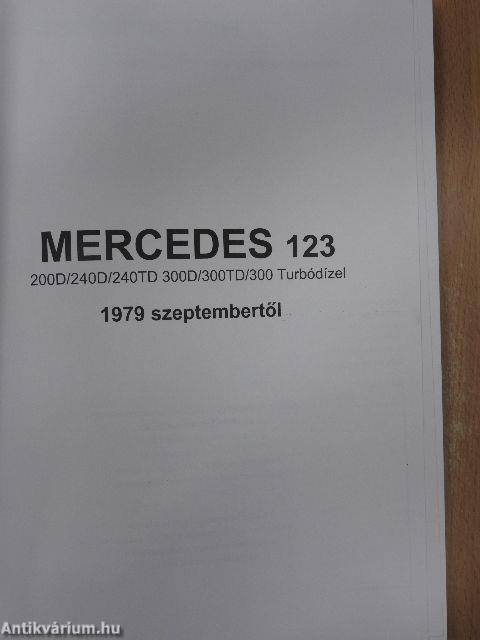 MERCEDES 123
200D/240D/240TD 300D/300TD/300 Turbódízel
1979 szeptembertől
Antikvárium.hu